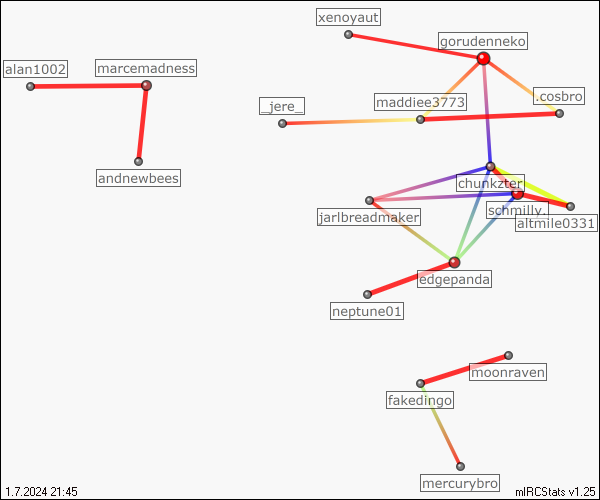 xenoyaut
gorudenneko
alan1002
marcemadness
.cosbro
maddiee3773
_jere_
andnewbees
chunkzter
schmilly.
jarlbreadmaker
altmile0331
edgepanda
neptune01
moonraven
fakedingo
mercurybro
1.7.2024 21:45
mIRCStats v1.25